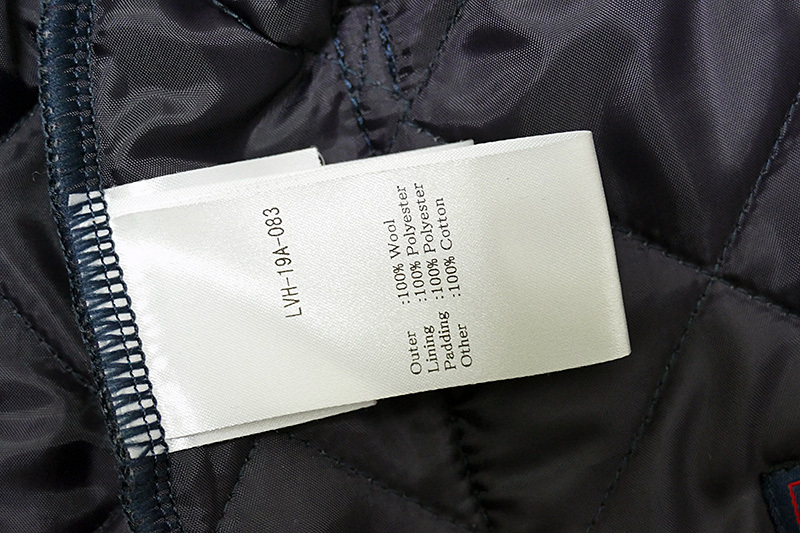 LVH-19A-083
Outer :100% Wool
Lining :100% Polyester
Padding :100% Polyester
Other :100% Cotton